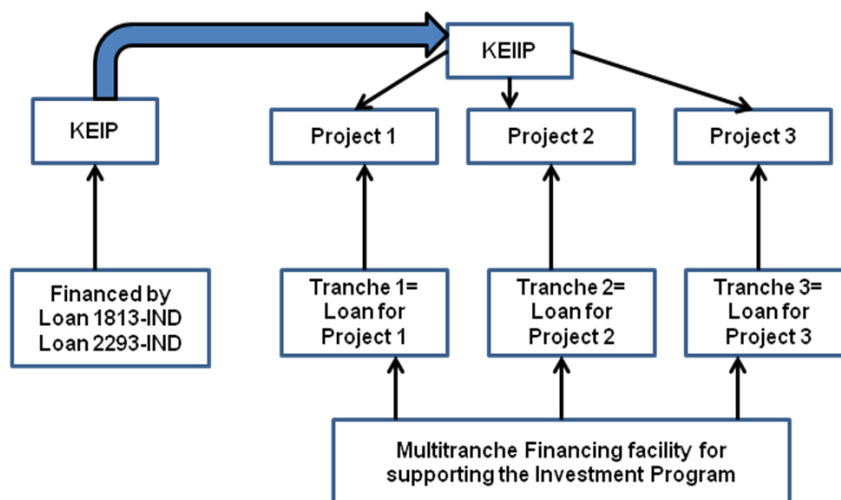 KEIIP
KEIP
Project 1
Project 2
Project 3
Financed by
Loan 1813-IND
Loan 2293-IND
Tranche 1=
Loan for
Project 1
Tranche 2=
Loan for
Project 2
Tranche 3=
Loan for
Project 3
Multitranche Financing facility for
supporting the Investment Program